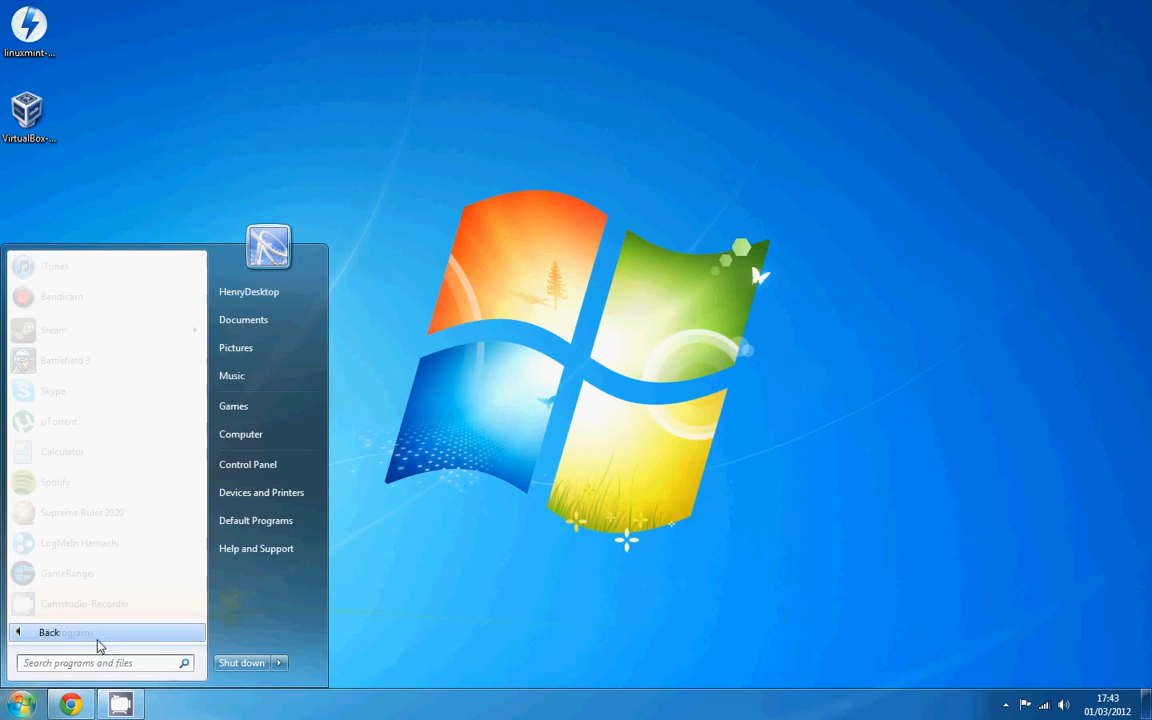 linuxmint-...
VirtualBox-...
iTunes
Bandicam
Steam
Battlefield 3
Skype
µTorrent
Calculator
Spotify
Supreme Ruler 2020
LogMeIn Hamachi
GameRanger
Camstudio-Recorder
Back
Search programs and files
HenryDesktop
Documents
Pictures
Music
Games
Computer
Control Panel
Devices and Printers
Default Programs
Help and Support
Shut down
17:43
01/03/2012